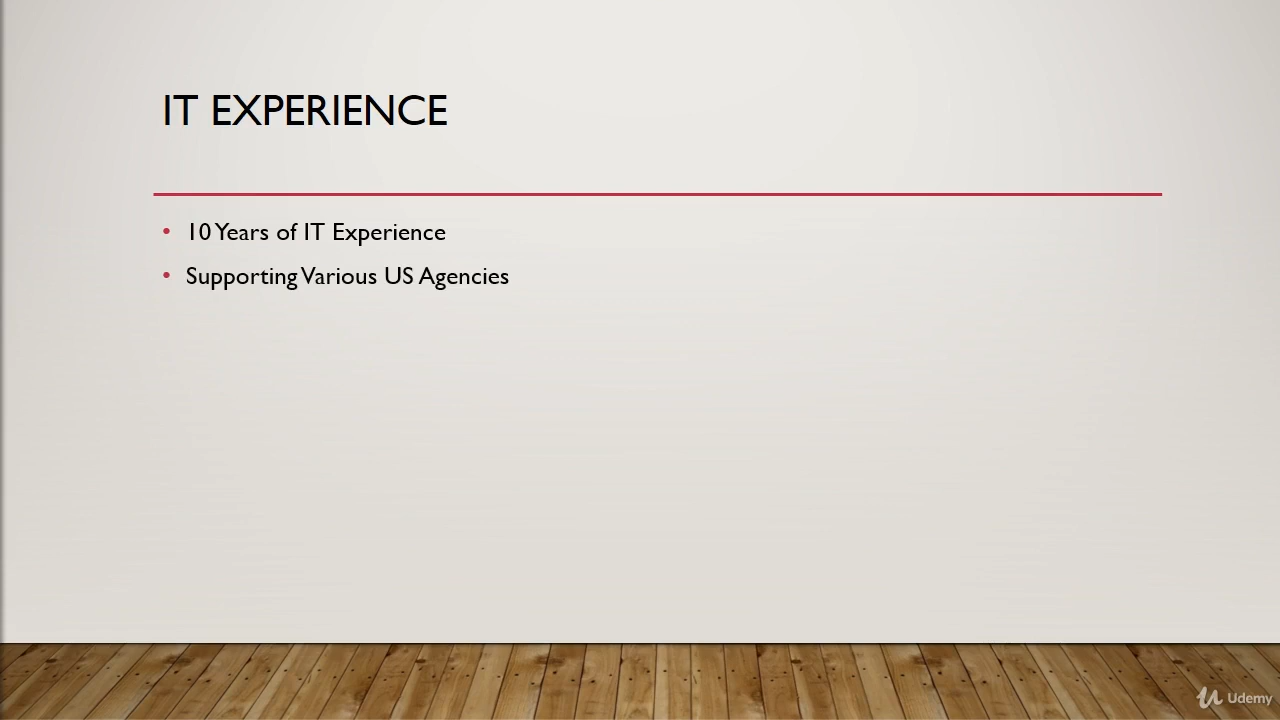 IT EXPERIENCE
• 10 Years of IT Experience
• Supporting Various US Agencies
Udemy